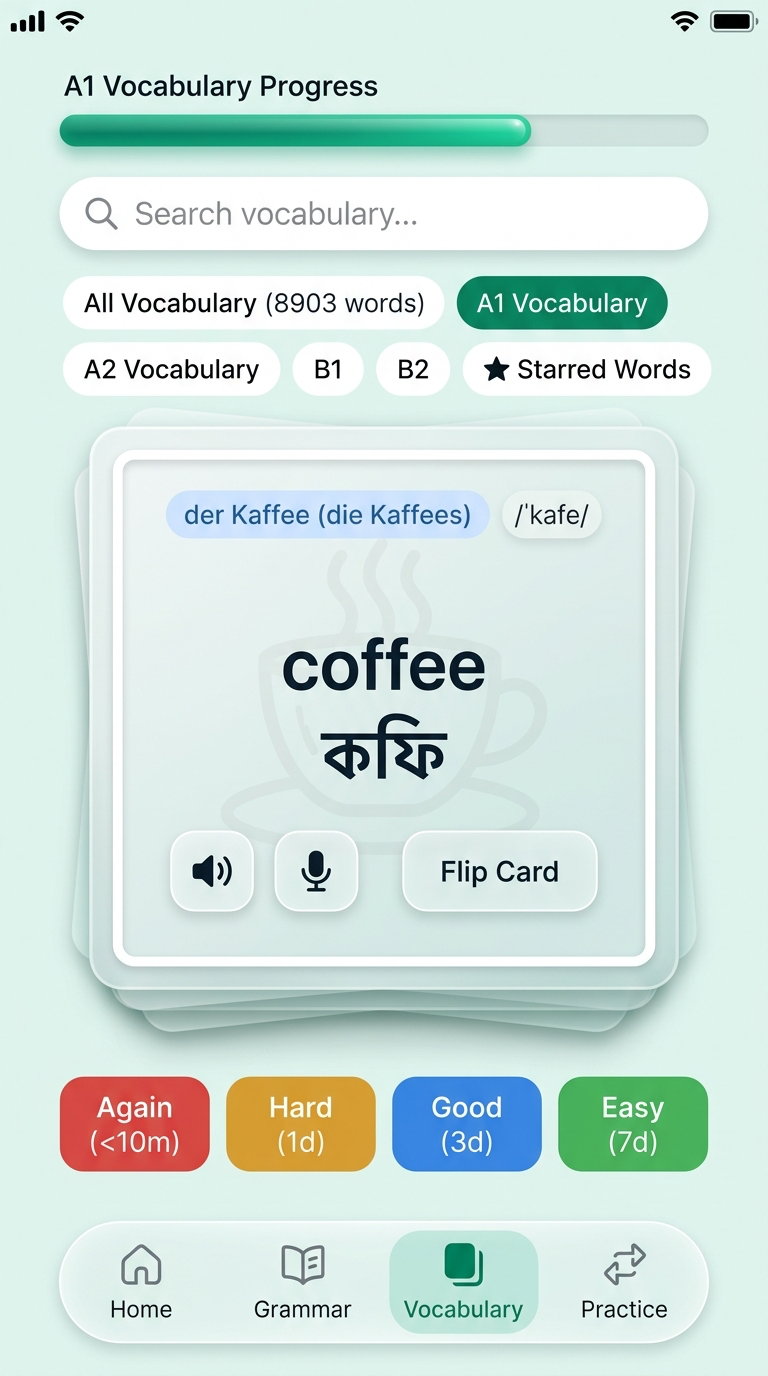 A1 Vocabulary Progress
Search vocabulary...
All Vocabulary (8903 words)
A1 Vocabulary
A2 Vocabulary
B1
B2
★ Starred Words
der Kaffee (die Kaffees)
/ˈkafe/
coffee
কফি
Flip Card
Again
(<10m)
Hard
(1d)
Good
(3d)
Easy
(7d)
Home
Grammar
Vocabulary
Practice